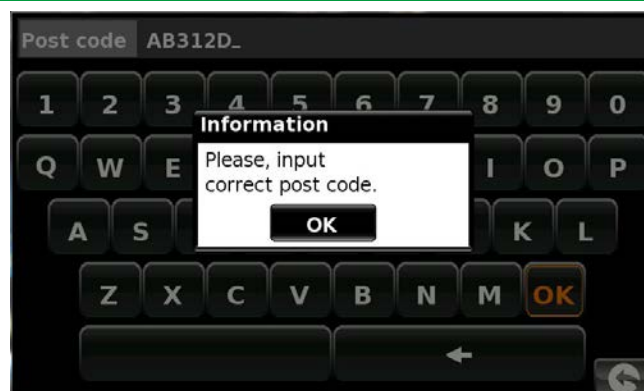 Post code AB312D_
1 2 3 4 5 6 7 8 9 0
Information
Q W E I O P
Please, input
correct post code.
A S K L
OK
Z X C V B N M OK